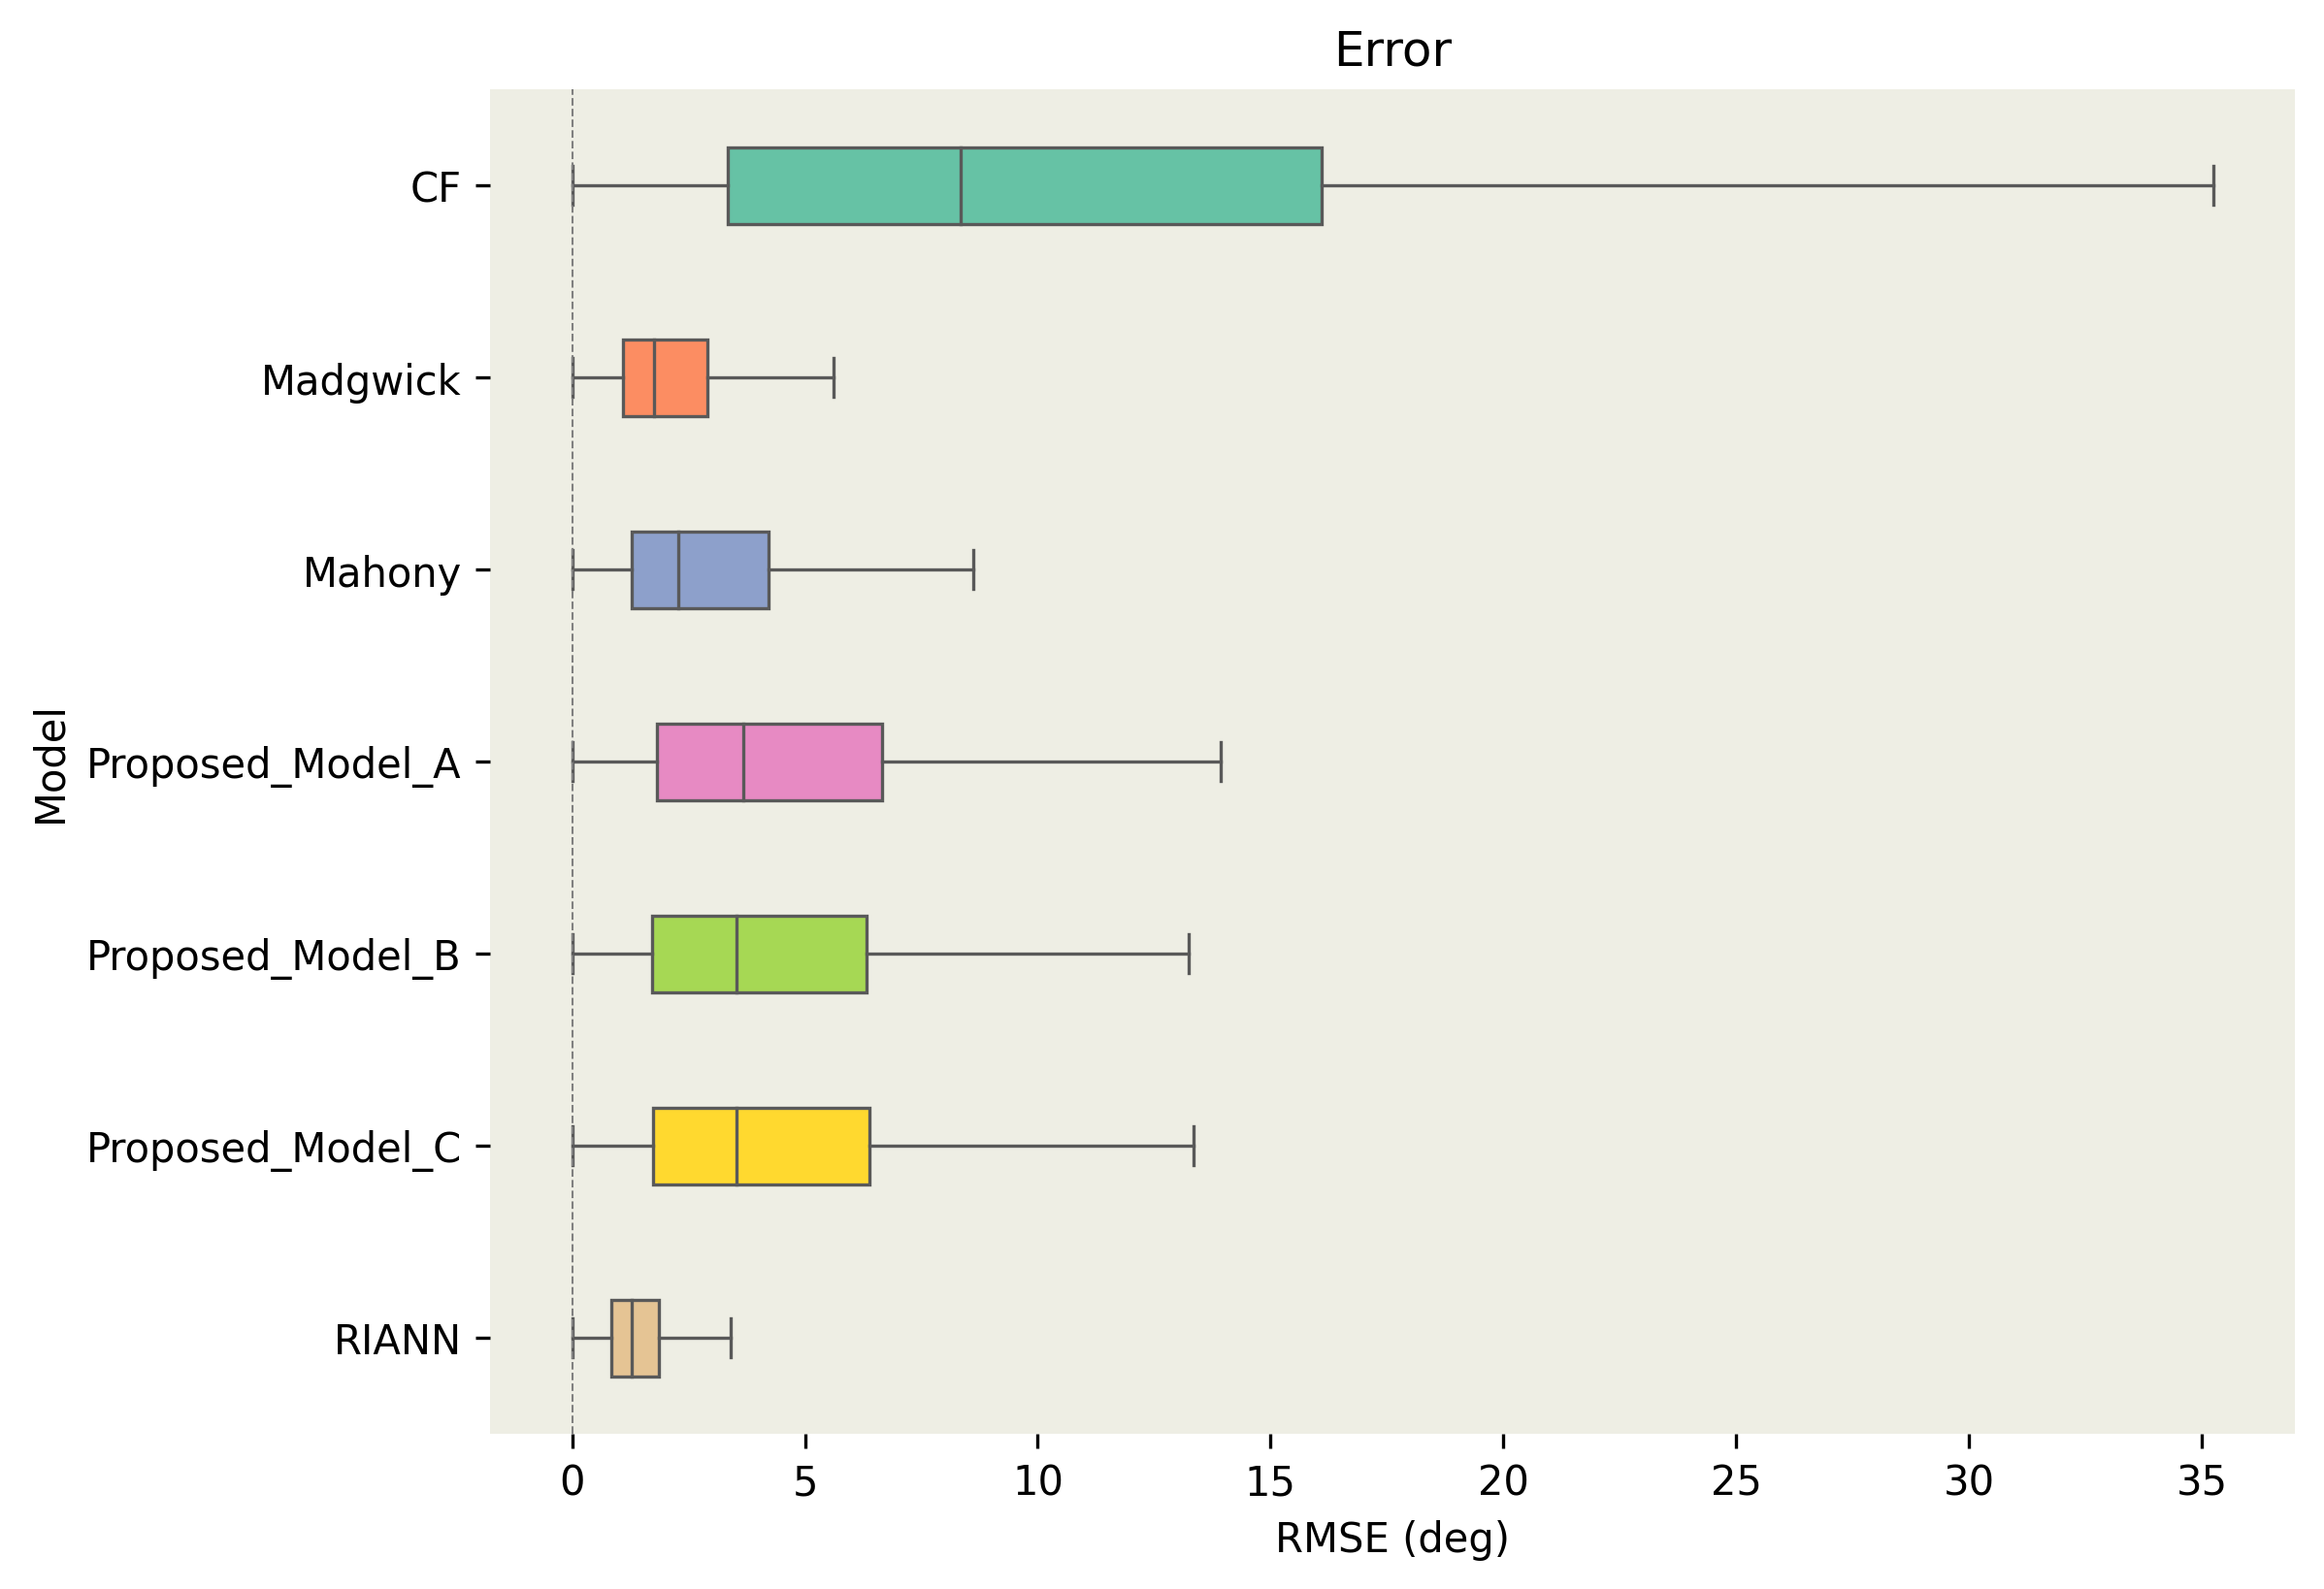 Error
Model
CF
Madgwick
Mahony
Proposed_Model_A
Proposed_Model_B
Proposed_Model_C
RIANN
0 5 10 15 20 25 30 35
RMSE (deg)